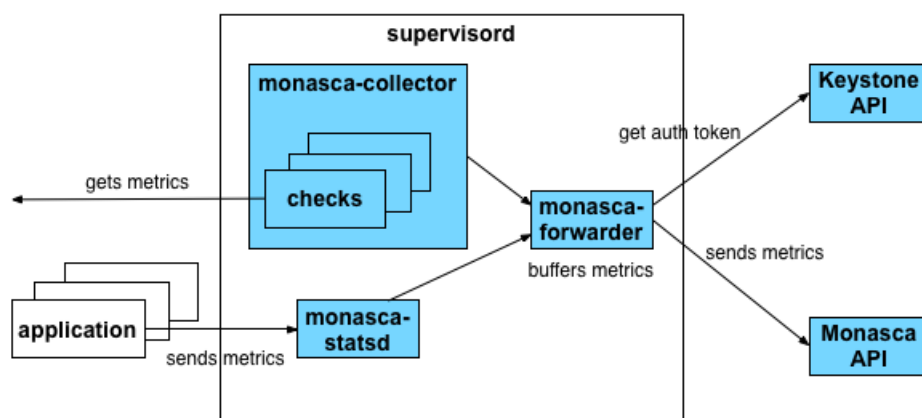 supervisord
monasca-collector
checks
gets metrics
application
sends metrics
monasca-
statsd
monasca-
forwarder
buffers metrics
get auth token
Keystone
API
sends metrics
Monasca
API